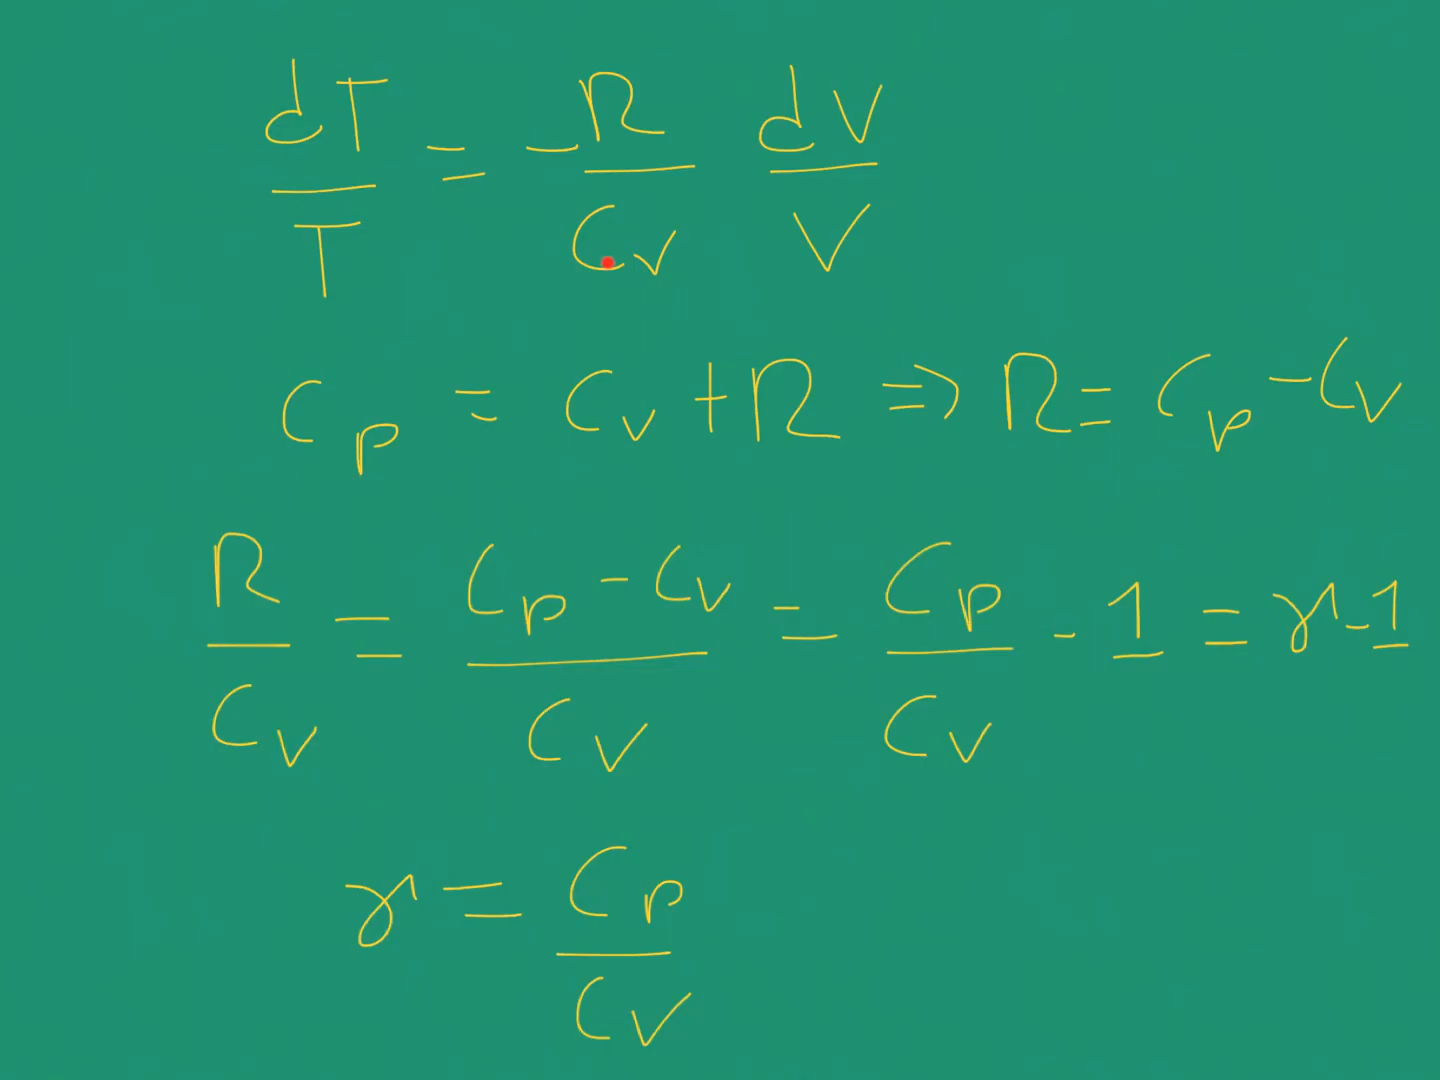 dT/T = -R/Cv dV/V
Cp = Cv + R ⇒ R = Cp - Cv
R/Cv = (Cp - Cv)/Cv = Cp/Cv - 1 = γ - 1
γ = Cp/Cv